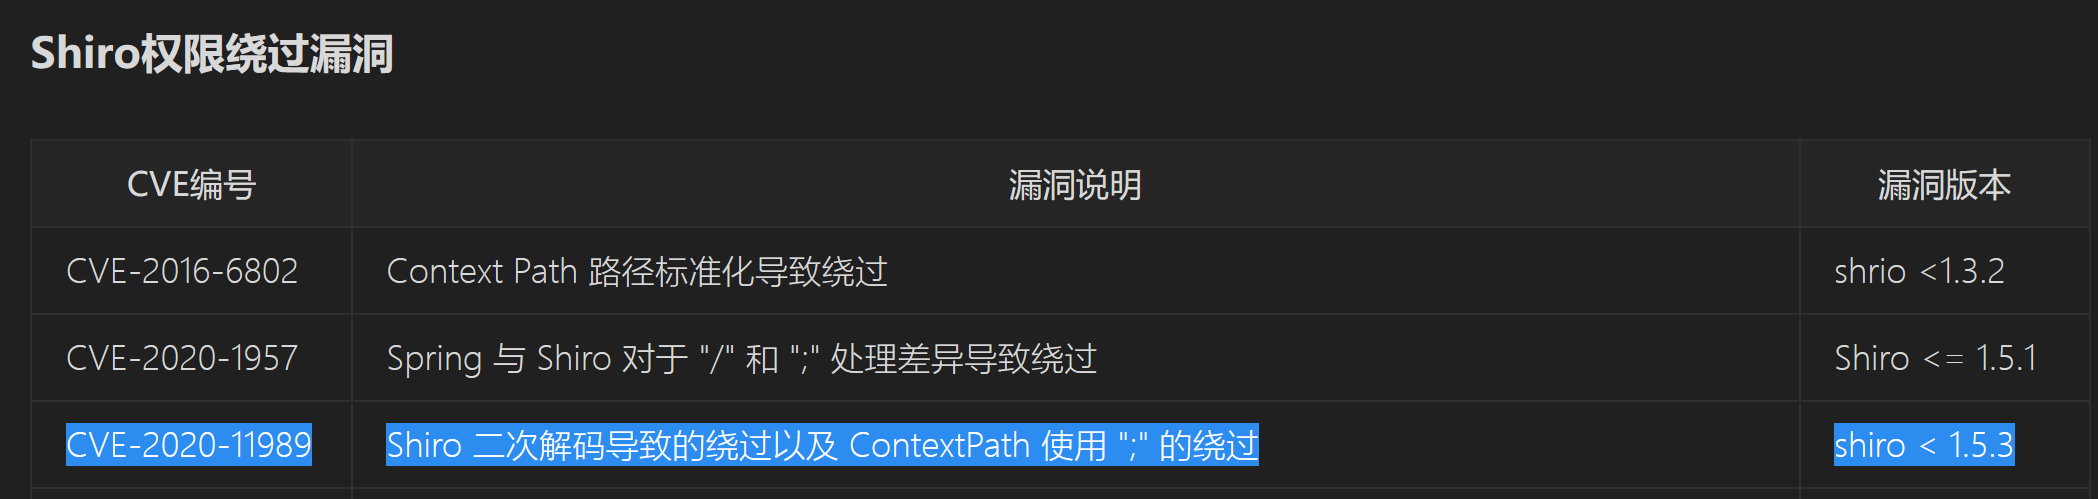 Shiro权限绕过漏洞
CVE编号 漏洞说明 漏洞版本
CVE-2016-6802 Context Path 路径标准化导致绕过 shrio <1.3.2
CVE-2020-1957 Spring 与 Shiro 对于 "/" 和 ";" 处理差异导致绕过 Shiro <= 1.5.1
CVE-2020-11989 Shiro 二次解码导致的绕过以及 ContextPath 使用 ";" 的绕过 shiro < 1.5.3